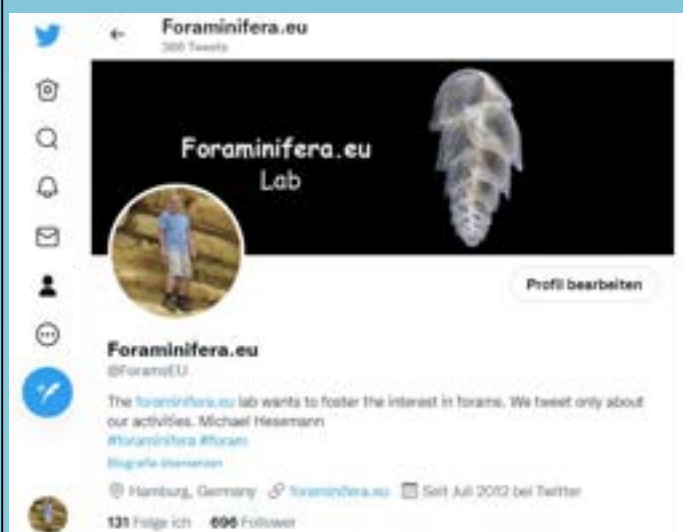 Foraminifera.eu
388 Tweets
Foraminifera.eu
Lab
Profil bearbeiten
Foraminifera.eu
@ForamsEU
The foraminifera.eu lab wants to foster the interest in forams. We tweet only about
our activities. Michael Hesemann
#foraminifera #foram
Biografie übersetzen
Hamburg, Germany foraminifera.eu Seit Juli 2012 bei Twitter
131 Folge ich 696 Follower